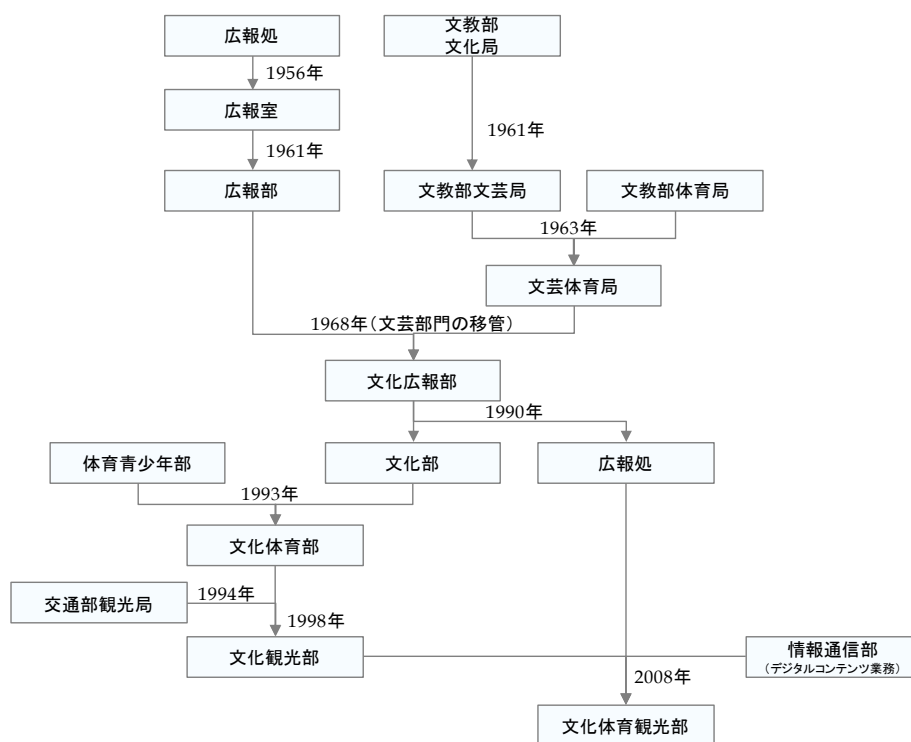 広報処
文教部
文化局
1956年
広報室
1961年
1961年
広報部
文教部文芸局
文教部体育局
1963年
文芸体育局
1968年(文芸部門の移管)
文化広報部
1990年
体育青少年部
文化部
広報処
1993年
文化体育部
交通部観光局
1994年
1998年
文化観光部
情報通信部
(デジタルコンテンツ業務)
2008年
文化体育観光部